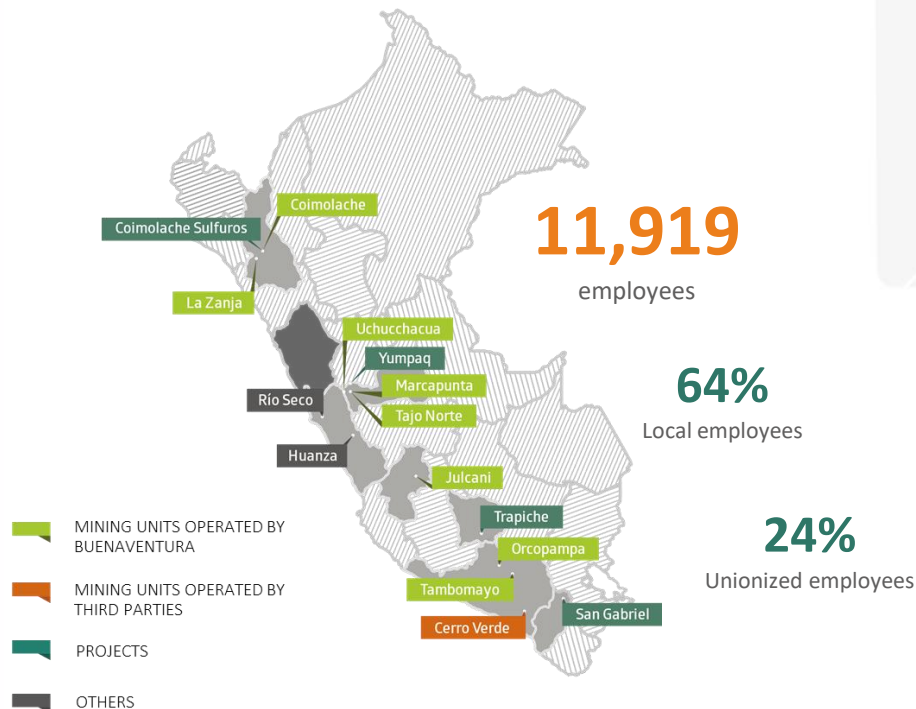 Coimolache
Coimolache Sulfuros
La Zanja
Uchucchacua
Yumpaq
Marcapunta
Río Seco
Tajo Norte
Huanza
Julcani
Trapiche
Orcopampa
Tambomayo
San Gabriel
Cerro Verde
11,919
employees
64%
Local employees
24%
Unionized employees
MINING UNITS OPERATED BY
BUENAVENTURA
MINING UNITS OPERATED BY
THIRD PARTIES
PROJECTS
OTHERS